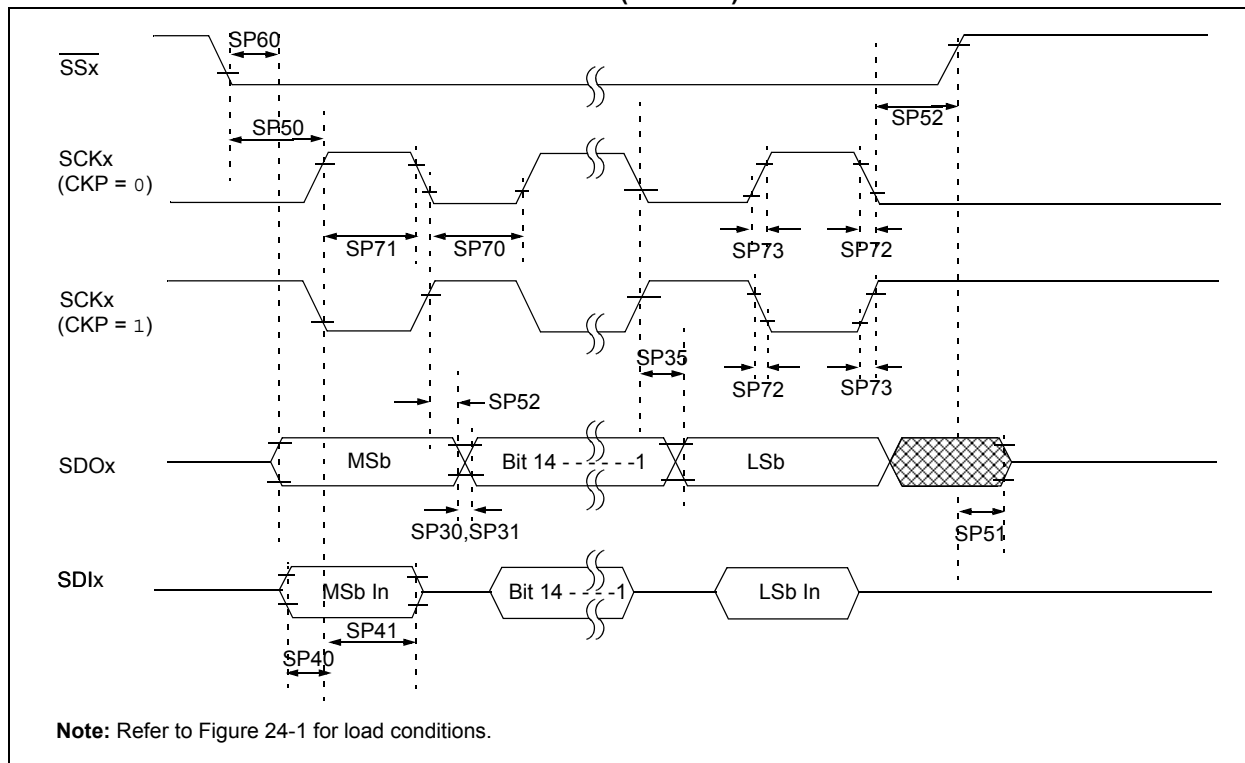 SP60
SSx
SP50
SP52
SCKx
(CKP = 0)
SP71
SP70
SP73
SP72
SCKx
(CKP = 1)
SP35
SP72
SP73
SP52
SDOx
MSb
Bit 14 - - - - - -1
LSb
SP30,SP31
SP51
SDIx
MSb In
Bit 14 - - - -1
LSb In
SP41
SP40
Note: Refer to Figure 24-1 for load conditions.